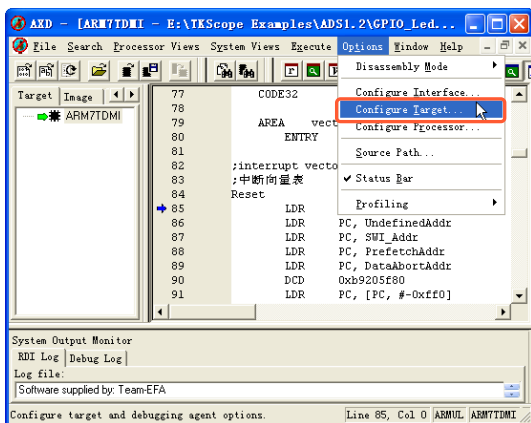 AXD - [ARM7TDMI - E:\TKScope Examples\ADS1.2\GPIO_Led...
File Search Processor Views System Views Execute Options Window Help
Disassembly Mode
Configure Interface...
Configure Target...
Configure Processor...
Source Path...
✔ Status Bar
Profiling
Target Image
ARM7TDMI
77 CODE32
78
79 AREA vect
80 ENTRY
81
82 ;interrupt vecto
83 ;中断向量表
84 Reset
85 LDR
86 LDR PC, UndefinedAddr
87 LDR PC, SWI_Addr
88 LDR PC, PrefetchAddr
89 LDR PC, DataAbortAddr
90 DCD 0xb9205f80
91 LDR PC, [PC, #-0xff0]
System Output Monitor
RDI Log Debug Log
Log file:
Software supplied by: Team-EFA
Configure target and debugging agent options. Line 85, Col 0 ARMUL ARM7TDMI